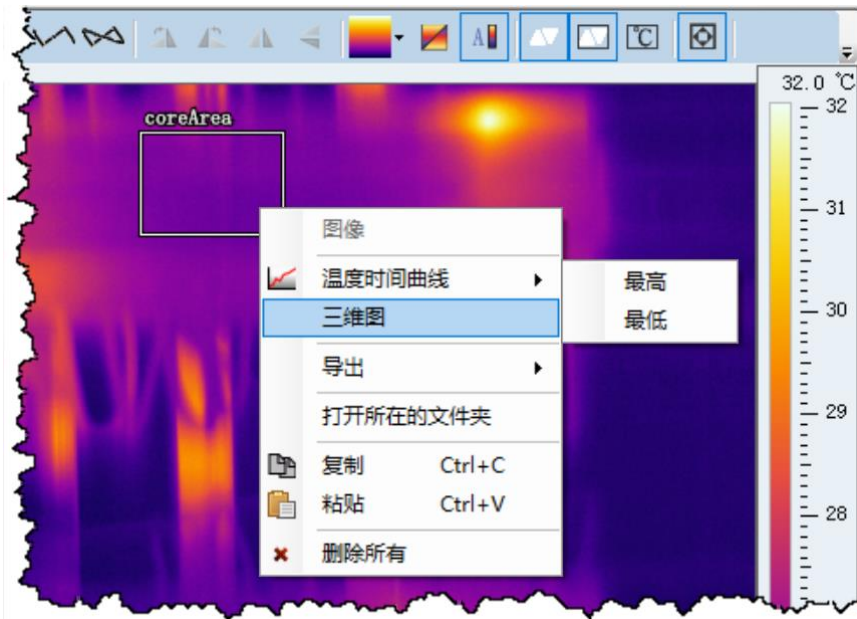 A
℃
32.0 ℃
32
coreArea
31
图像
温度时间曲线
最高
三维图
最低
30
导出
29
打开所在的文件夹
复制 Ctrl+C
粘贴 Ctrl+V
28
删除所有